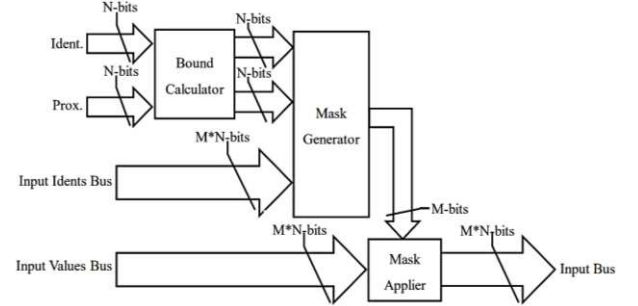 N-bits
N-bits
Ident.
N-bits
Bound
Calculator
N-bits
Prox.
Mask
Generator
M*N-bits
Input Idents Bus
M-bits
M*N-bits
M*N-bits
Input Values Bus
Mask
Applier
Input Bus